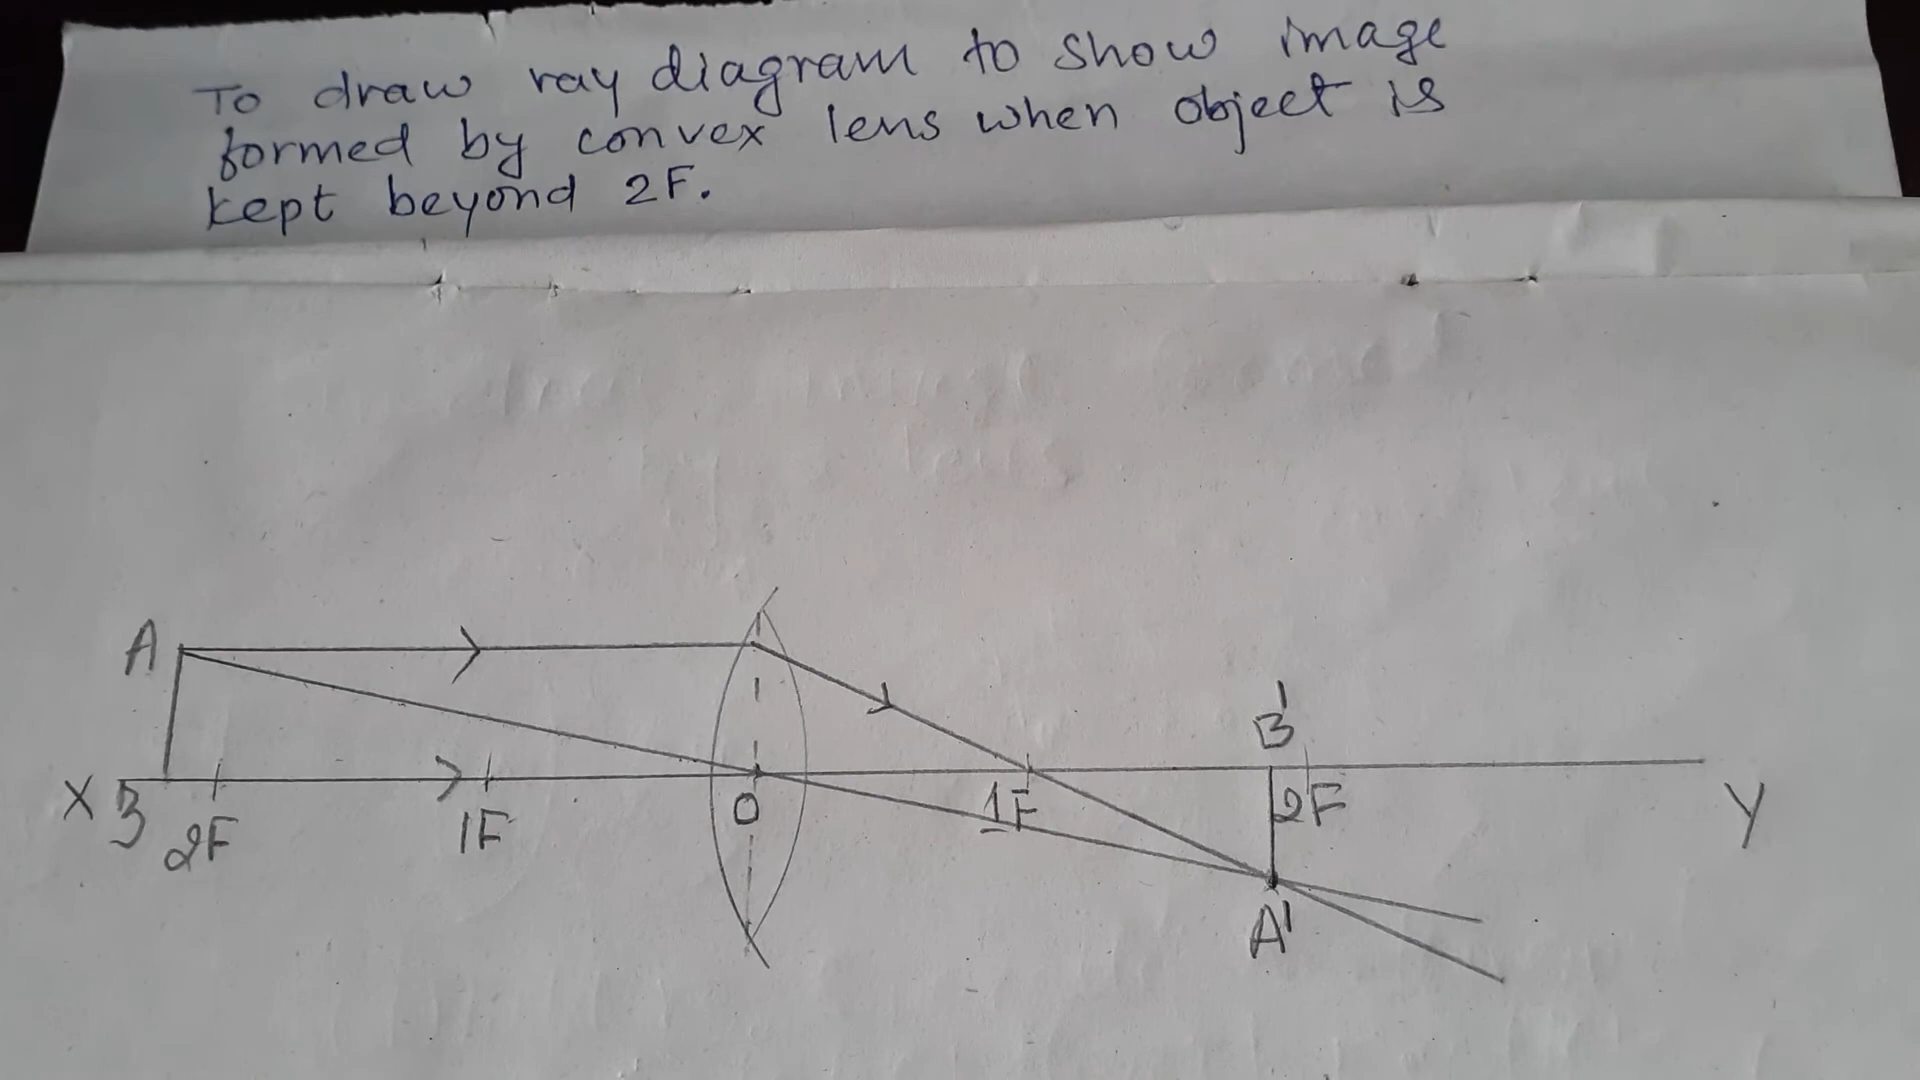 To draw ray diagram to show image
formed by convex lens when object is
kept beyond 2F.
A
B'
X B 2F 1F O 1F 2F Y
A'